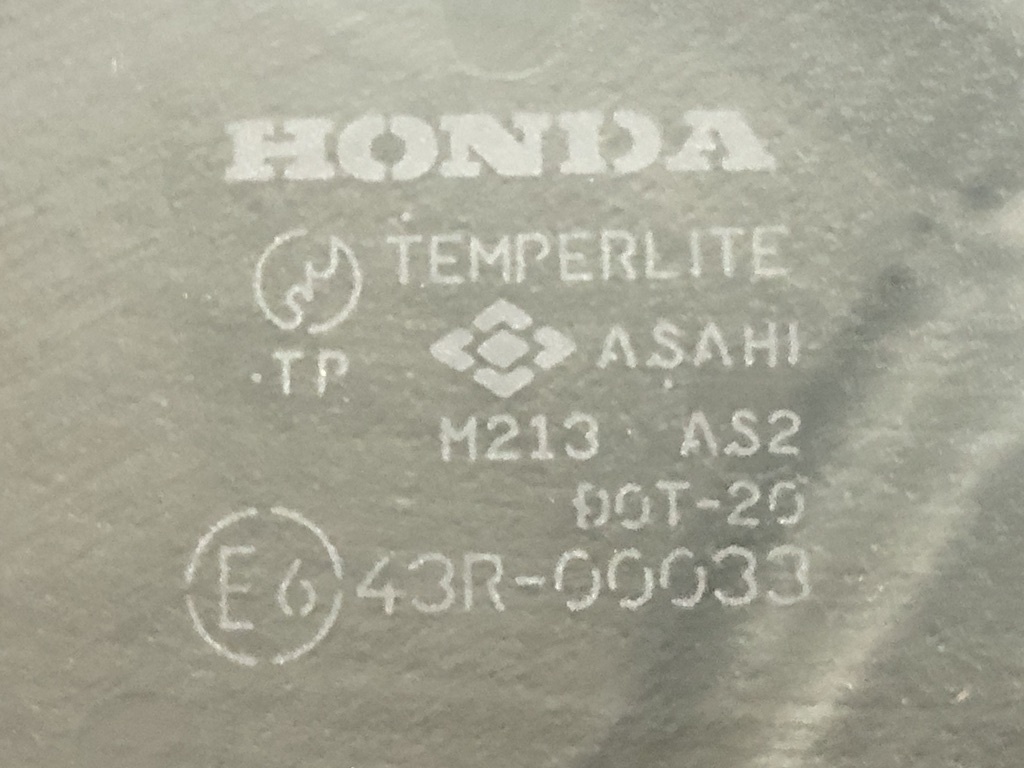 HONDA
TEMPERLITE
TP
ASAHI
M213 AS2
DOT-20
E6 43R-00033